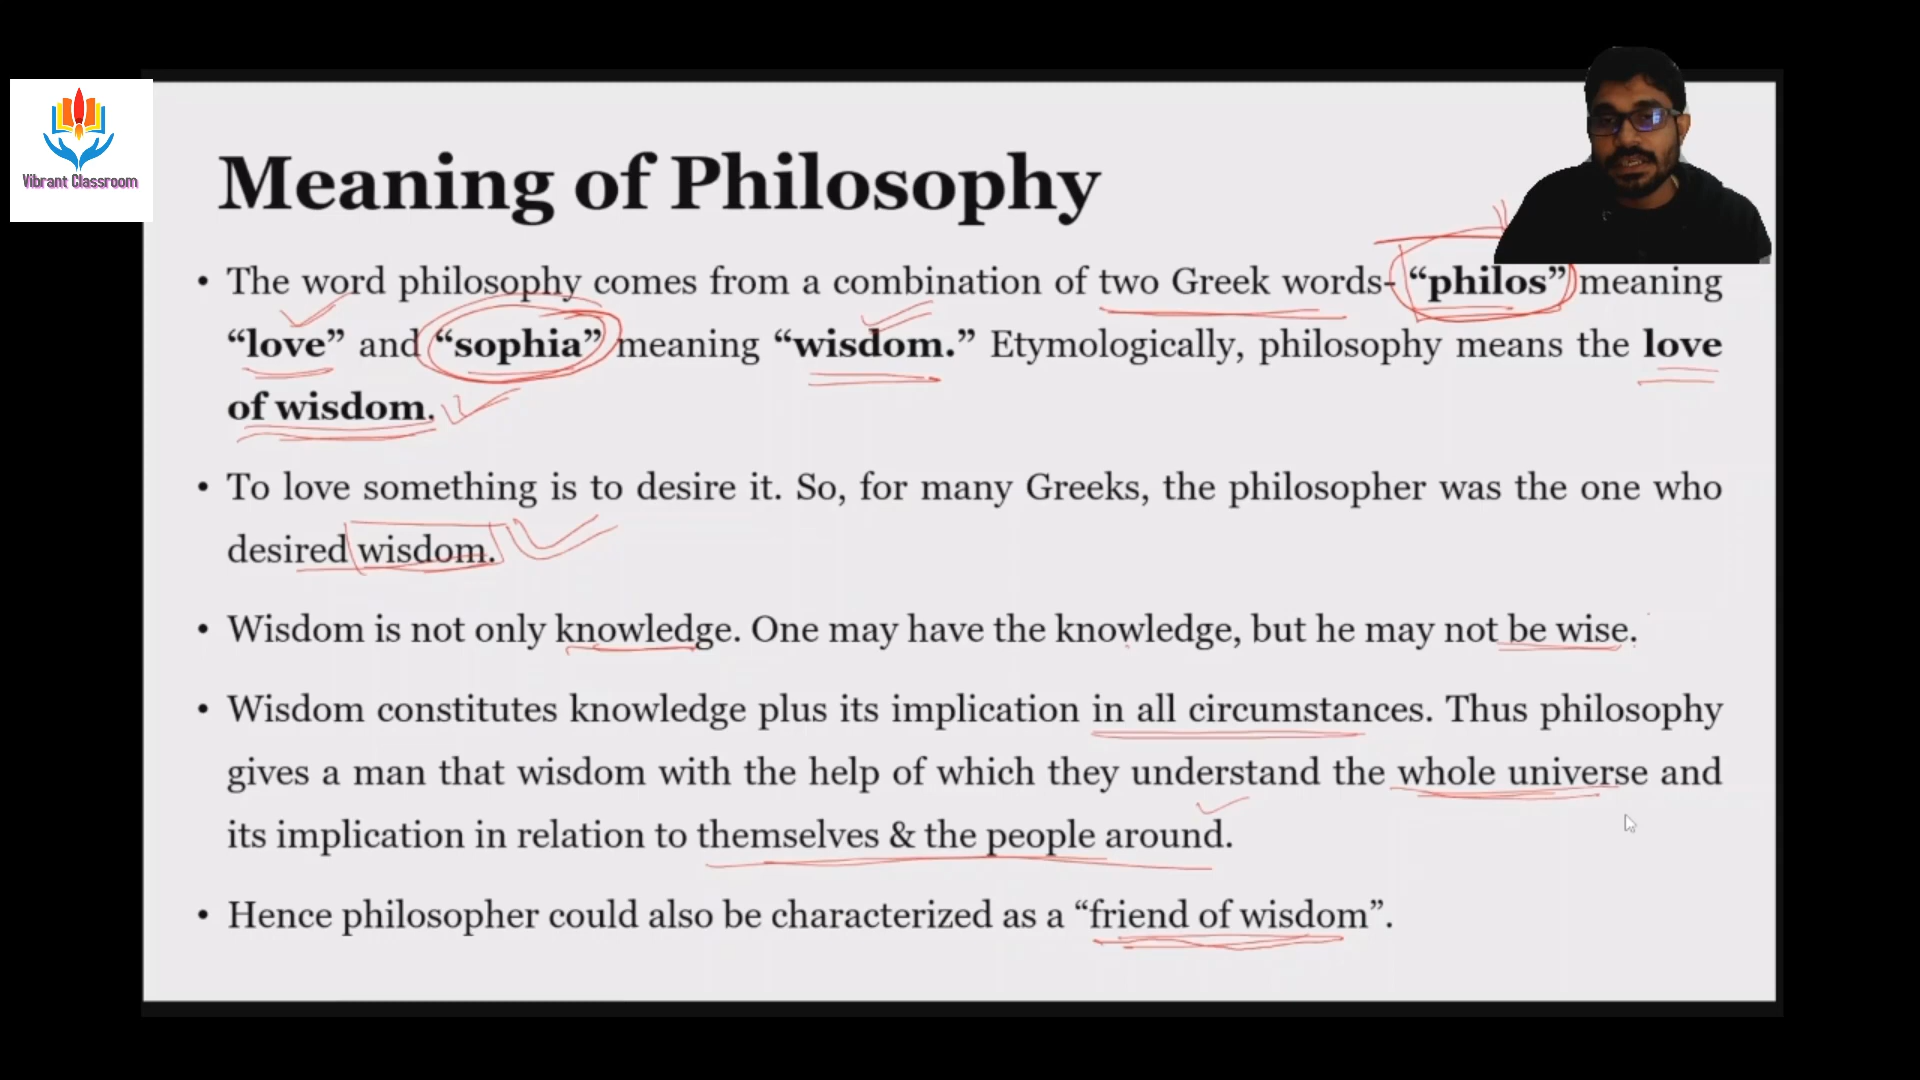 Vibrant Classroom
Meaning of Philosophy
• The word philosophy comes from a combination of two Greek words- “philos” meaning
“love” and “sophia” meaning “wisdom.” Etymologically, philosophy means the love
of wisdom.
• To love something is to desire it. So, for many Greeks, the philosopher was the one who
desired wisdom.
• Wisdom is not only knowledge. One may have the knowledge, but he may not be wise.
• Wisdom constitutes knowledge plus its implication in all circumstances. Thus philosophy
gives a man that wisdom with the help of which they understand the whole universe and
its implication in relation to themselves & the people around.
• Hence philosopher could also be characterized as a “friend of wisdom”.